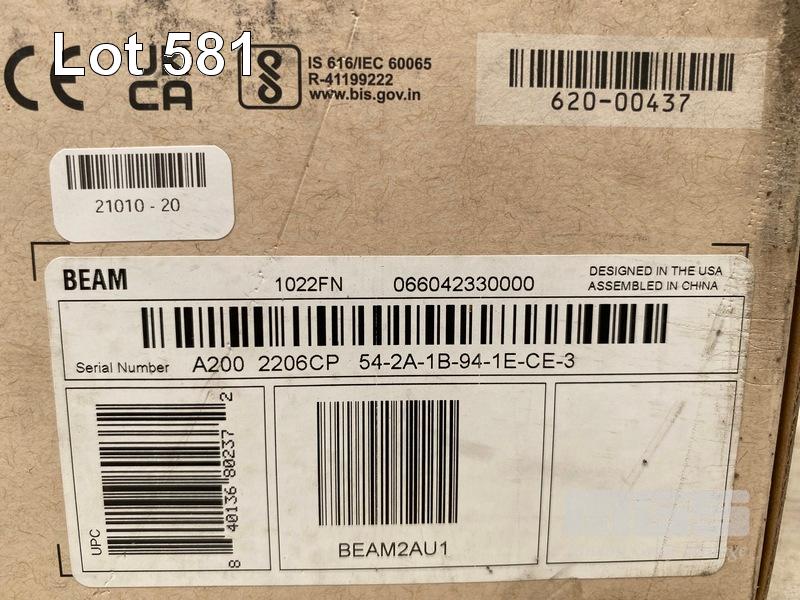 Lot 581
CE
UK
CA
IS 616/IEC 60065
R-41199222
www.bis.gov.in
620-00437
21010 - 20
BEAM
1022FN
066042330000
DESIGNED IN THE USA
ASSEMBLED IN CHINA
Serial Number A200 2206CP 54-2A-1B-94-1E-CE-3
UPC
8 40136 80237 2
BEAM2AU1